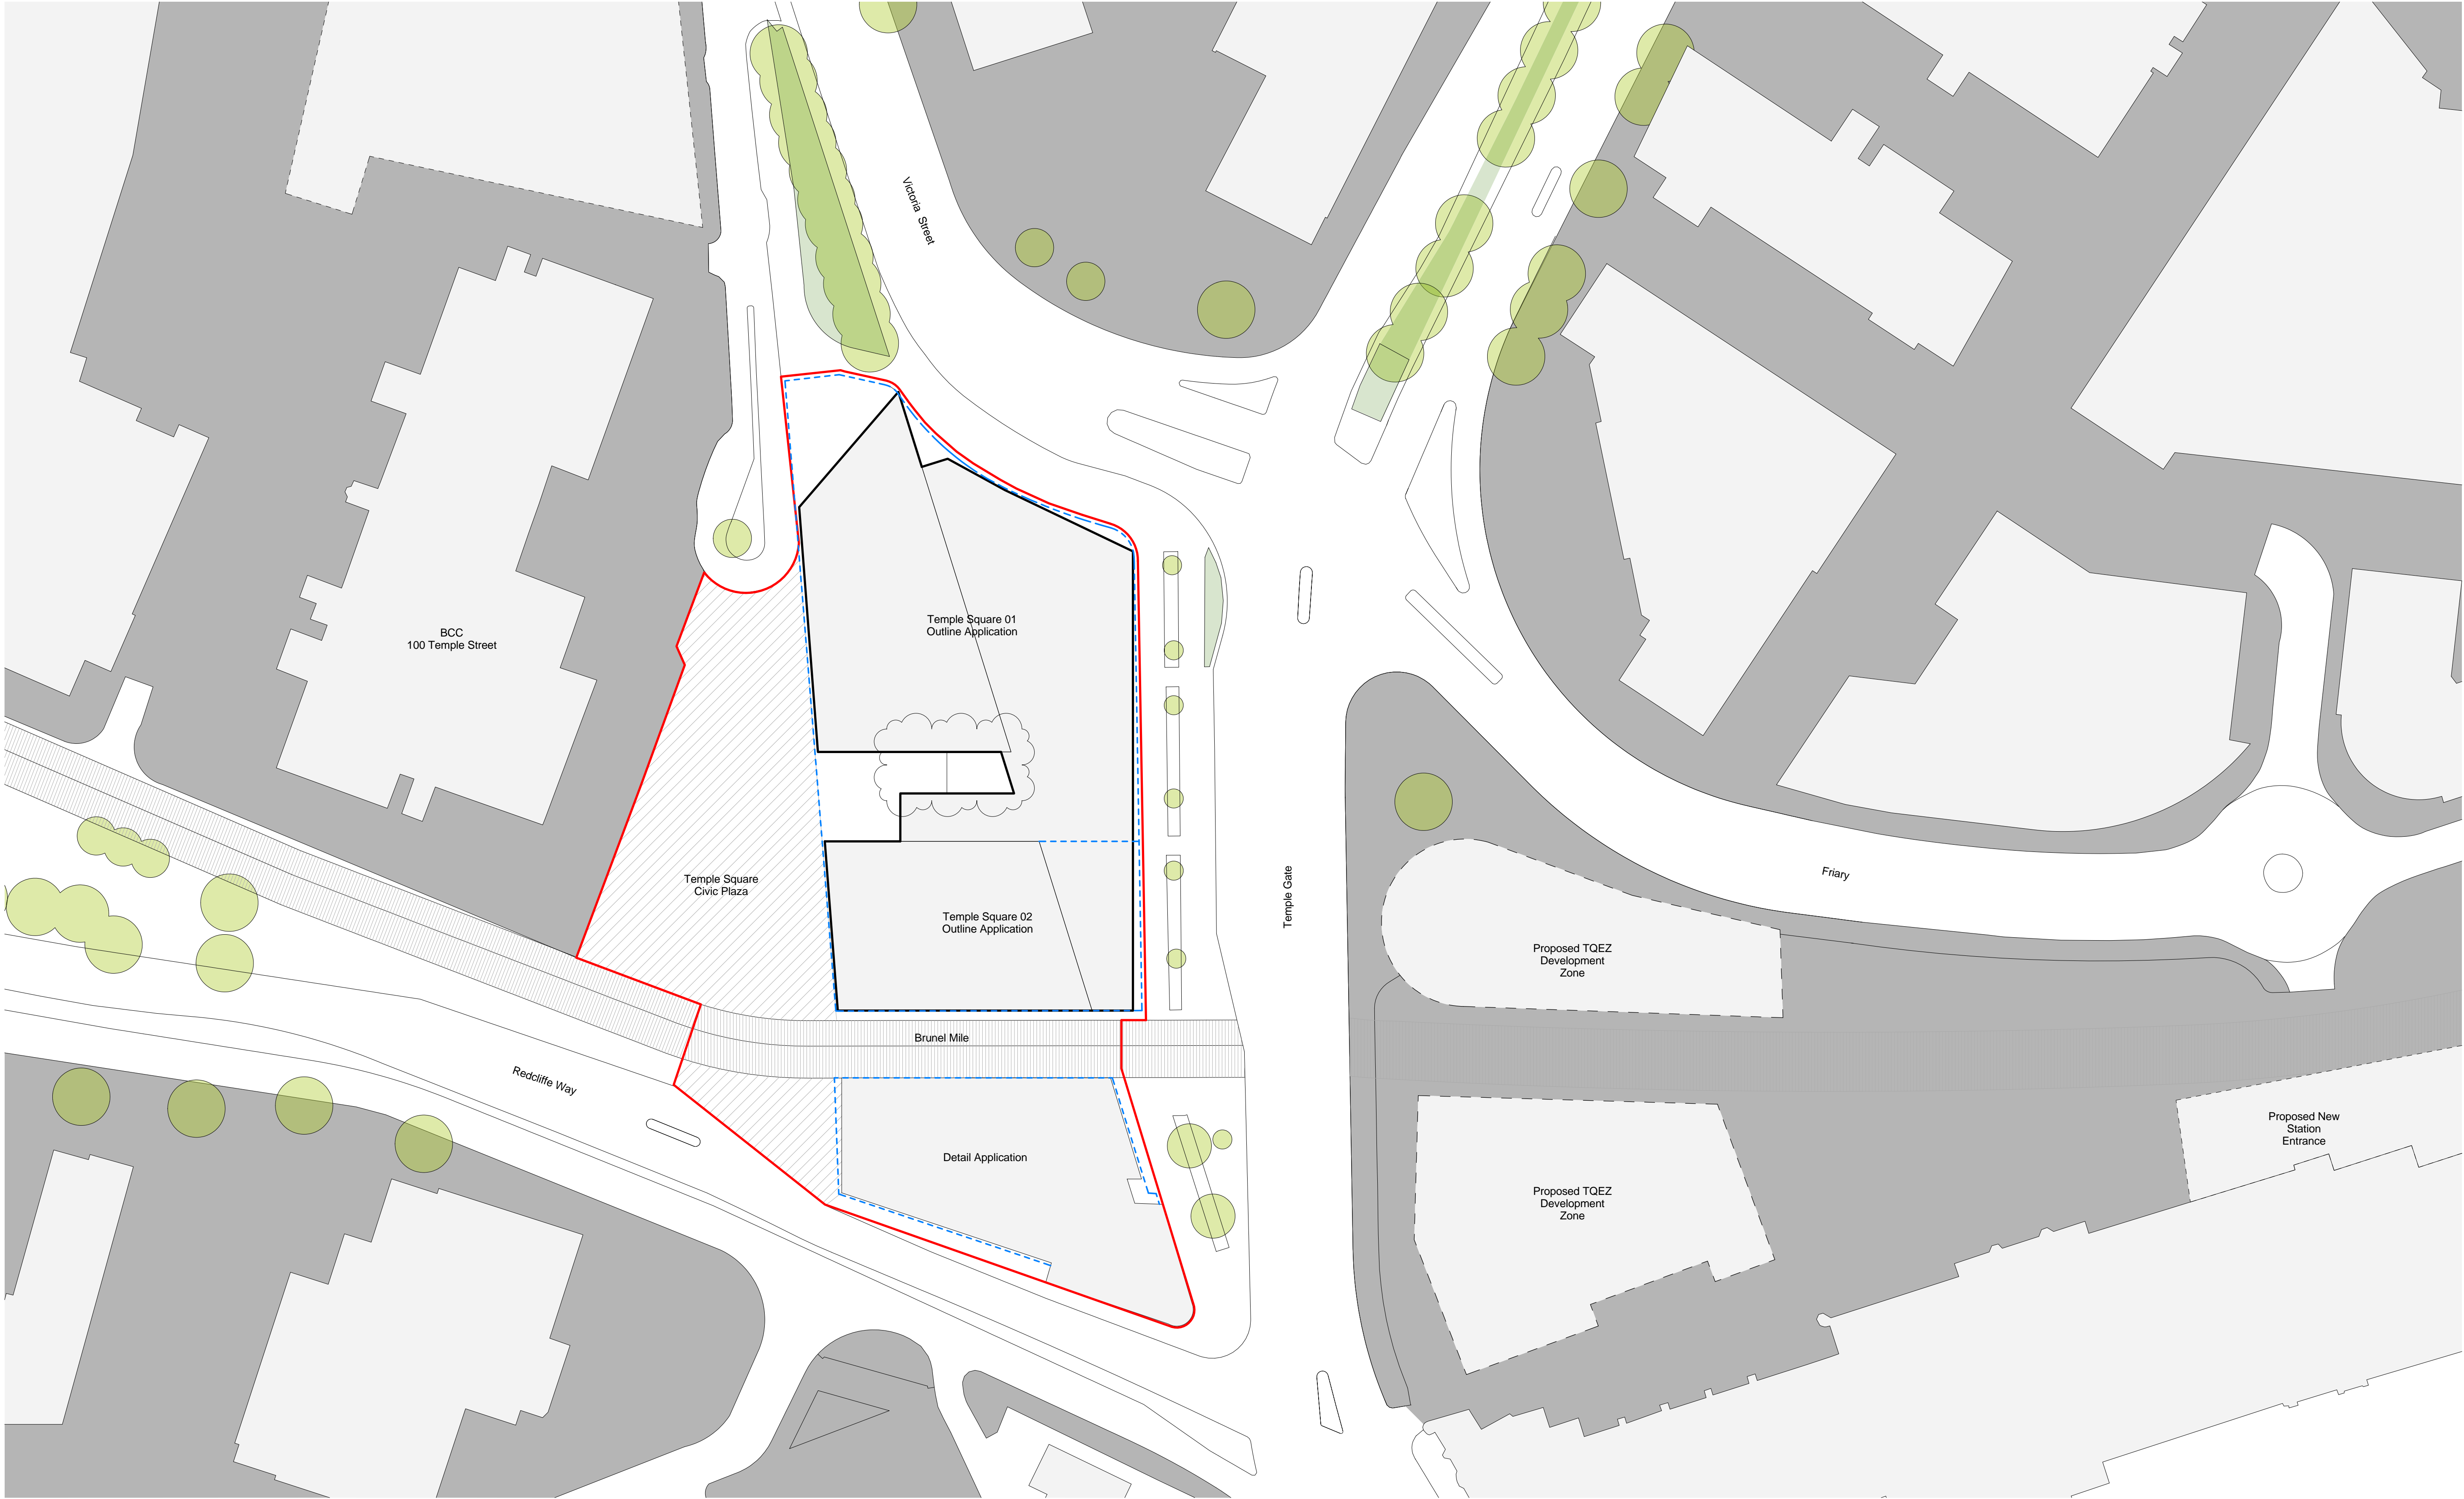 Victoria Street
Temple Square 01
Outline Application
BCC
100 Temple Street
Temple Square
Civic Plaza
Temple Square 02
Outline Application
Temple Gate
Friary
Proposed TQEZ
Development
Zone
Brunel Mile
Redcliffe Way
Detail Application
Proposed New
Station
Entrance
Proposed TQEZ
Development
Zone